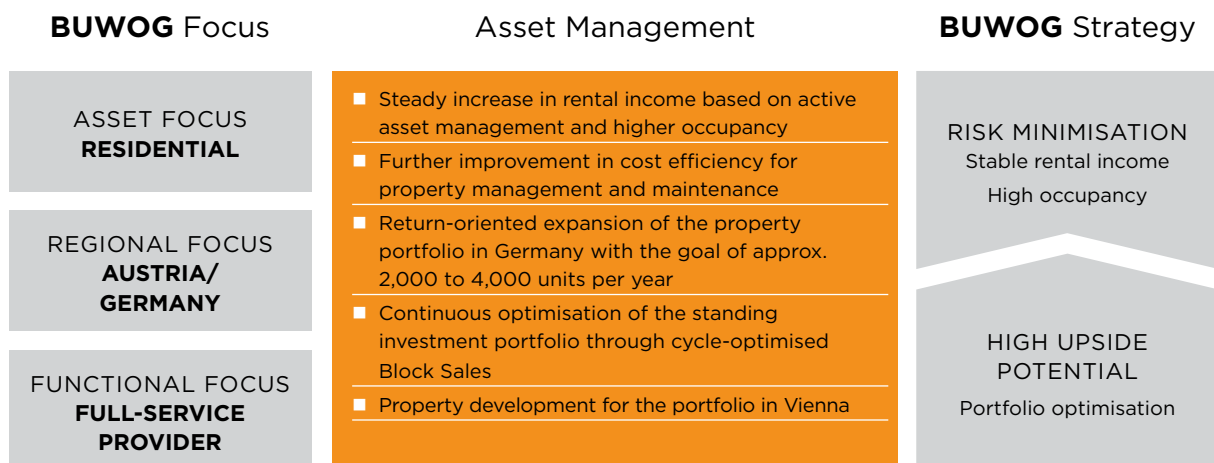 BUWOG Focus
ASSET FOCUS
RESIDENTIAL
REGIONAL FOCUS
AUSTRIA/
GERMANY
FUNCTIONAL FOCUS
FULL-SERVICE
PROVIDER
Asset Management
Steady increase in rental income based on active
asset management and higher occupancy
Further improvement in cost efficiency for
property management and maintenance
Return-oriented expansion of the property
portfolio in Germany with the goal of approx.
2,000 to 4,000 units per year
Continuous optimisation of the standing
investment portfolio through cycle-optimised
Block Sales
Property development for the portfolio in Vienna
BUWOG Strategy
RISK MINIMISATION
Stable rental income
High occupancy
HIGH UPSIDE
POTENTIAL
Portfolio optimisation